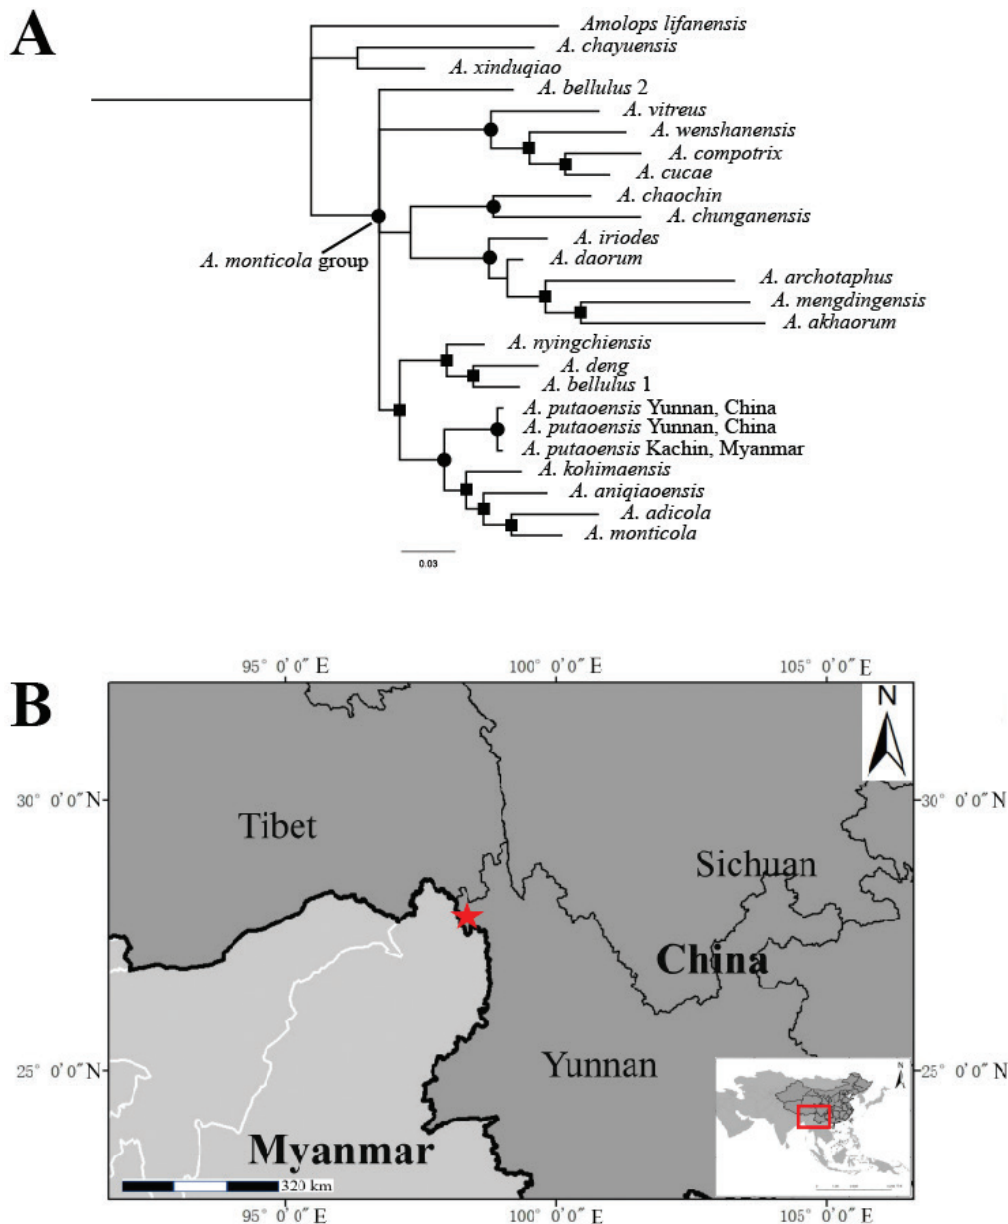 A
Amolops lifanensis
A. chayuensis
A. xinduqiao
A. bellulus 2
A. vitreus
A. wenshanensis
A. compotrix
A. cucae
A. chaochin
A. chunganensis
A. monticola group
A. iriodes
A. daorum
A. archotaphus
A. mengdingensis
A. akhaorum
A. nyingchiensis
A. deng
A. bellulus 1
A. putaoensis Yunnan, China
A. putaoensis Yunnan, China
A. putaoensis Kachin, Myanmar
A. kohimaensis
A. aniqiaoensis
A. adicola
A. monticola
0.03
B
95° 0'0" E
100° 0'0" E
105° 0'0" E
N
30° 0'0" N
30° 0'0" N
Tibet
Sichuan
China
25° 0'0" N
25° 0'0" N
Yunnan
N
Myanmar
320 km
95° 0'0" E
100° 0'0" E
105° 0'0" E